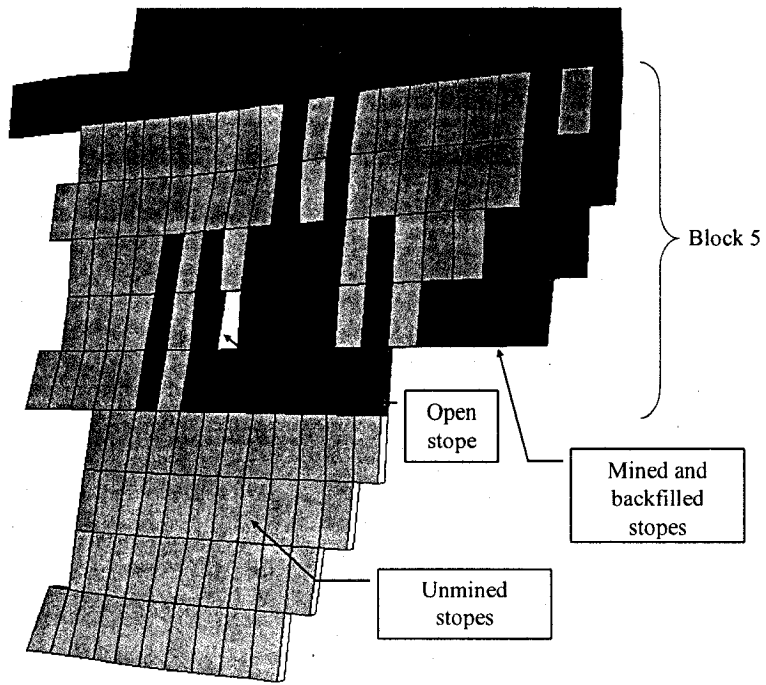 Block 5
Open
stope
Mined and
backfilled
stopes
Unmined
stopes